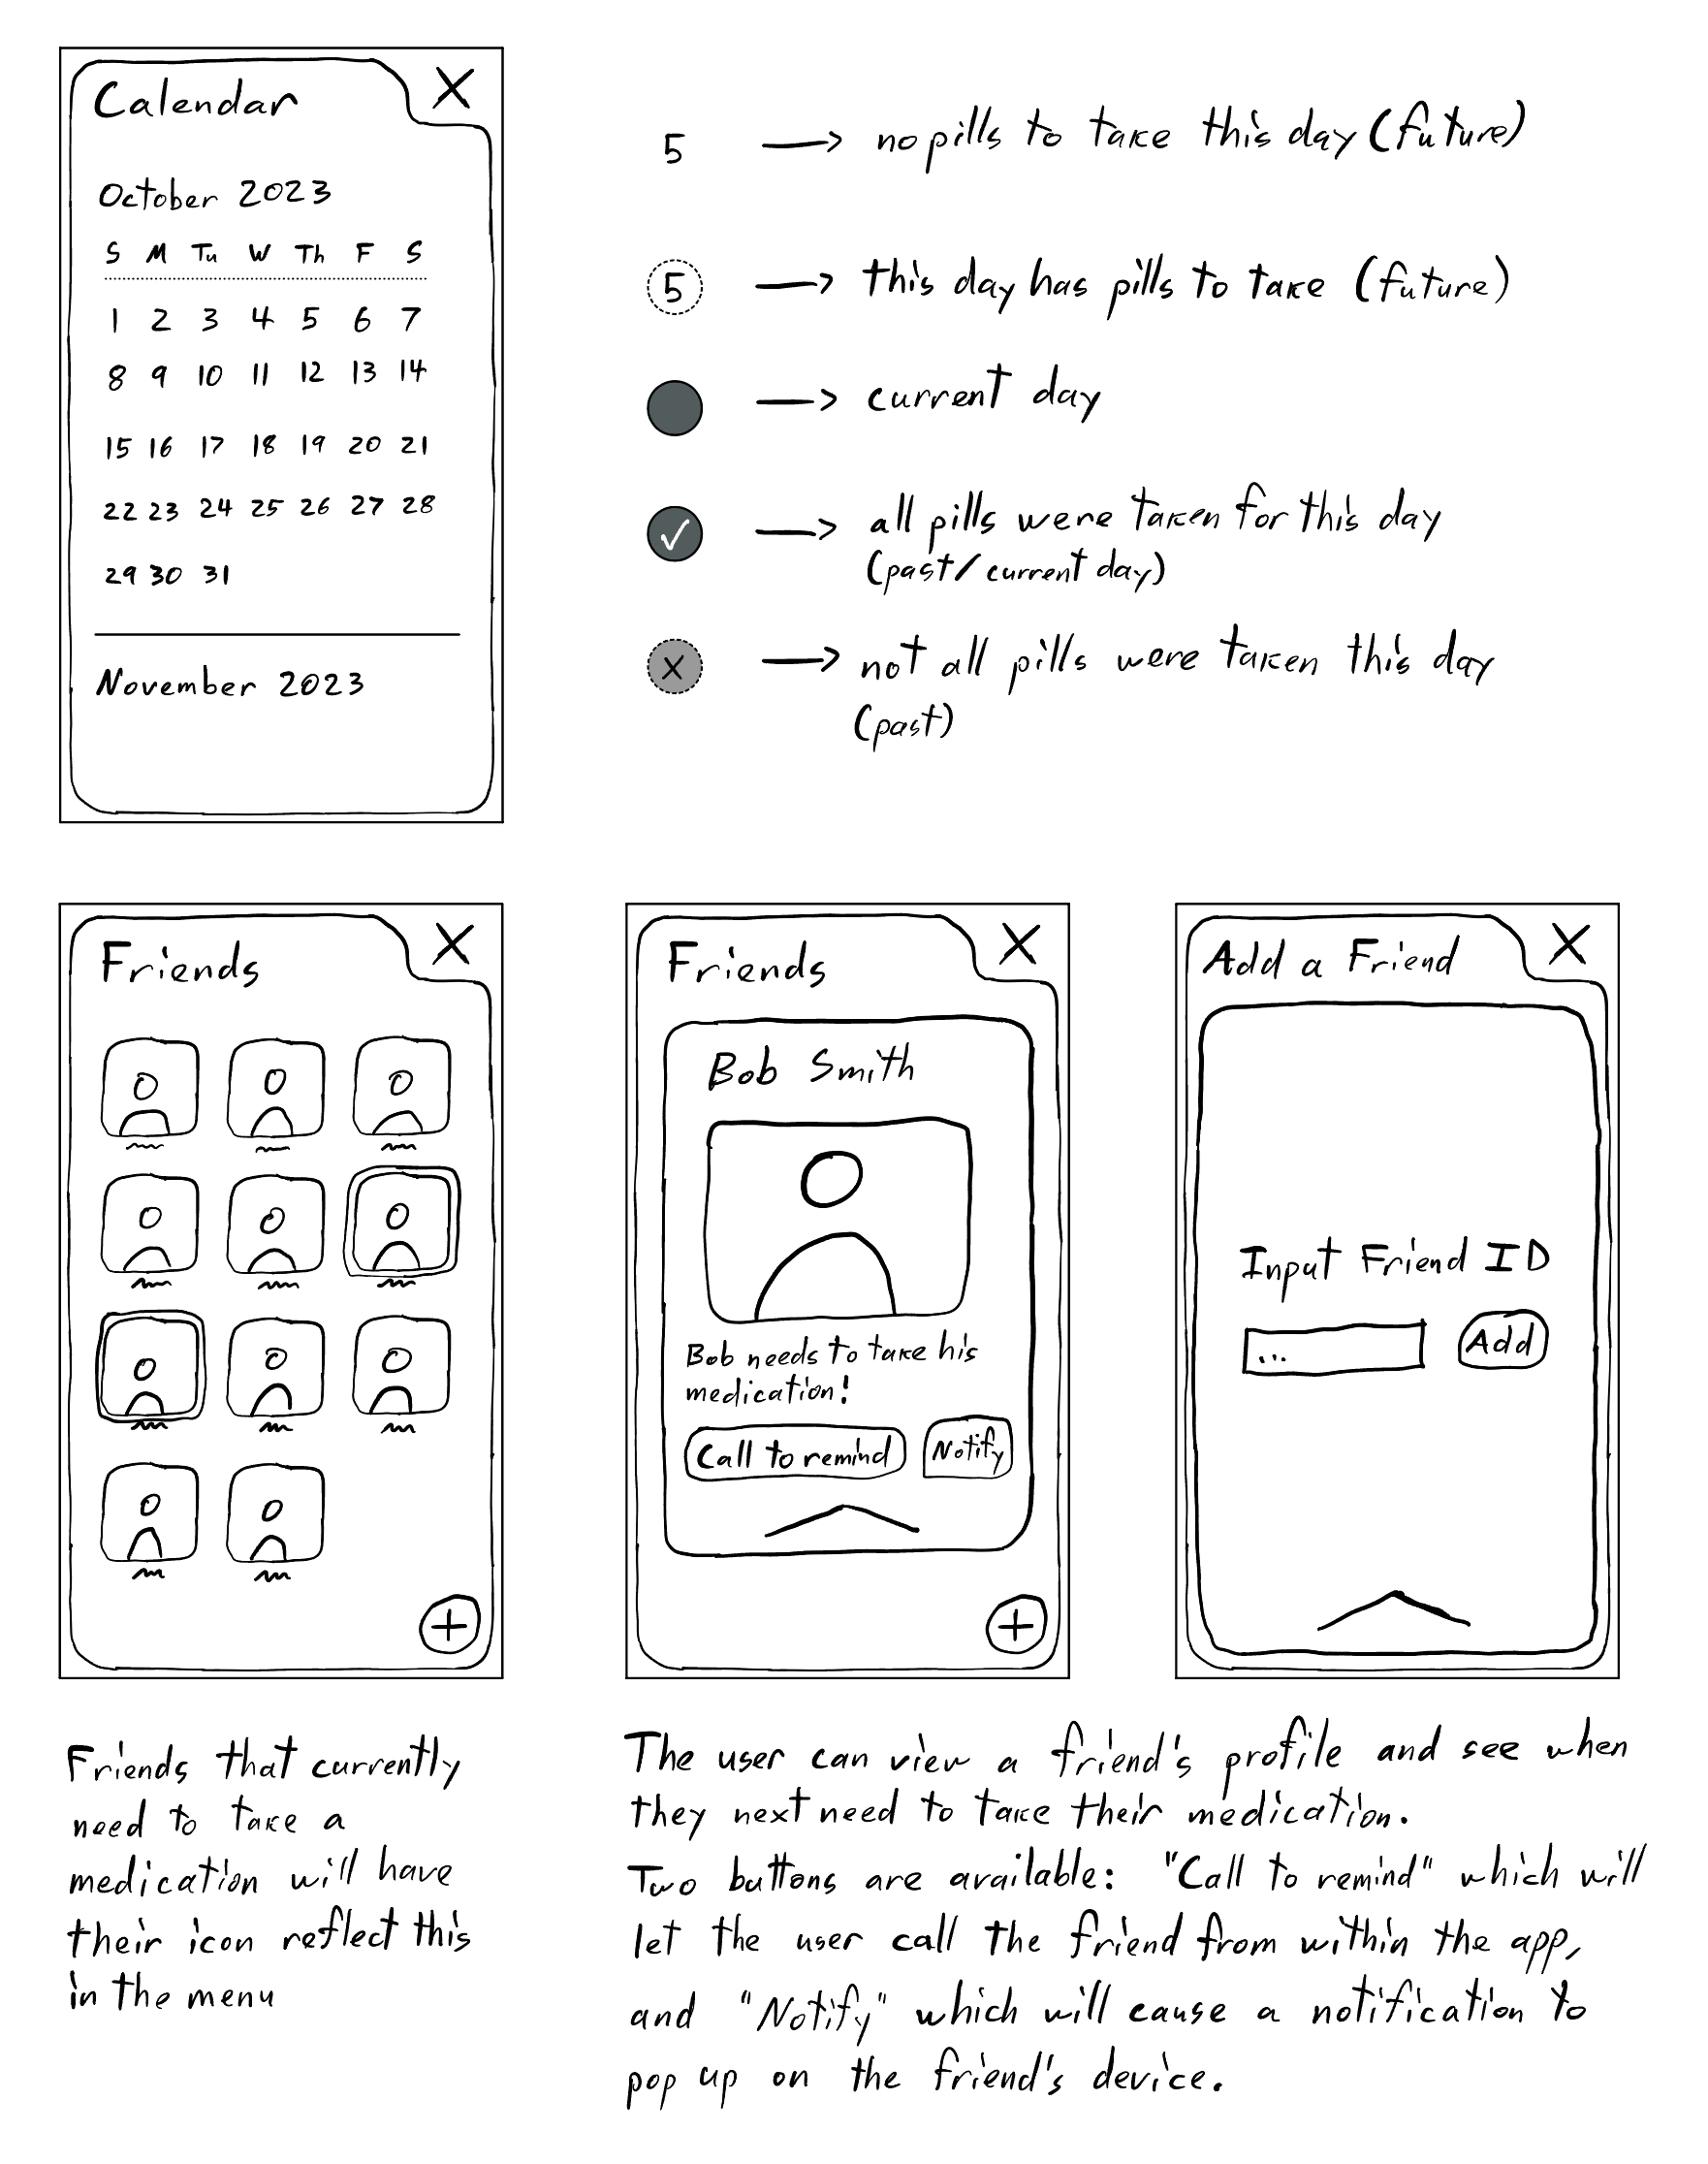 Calendar X
October 2023
S M Tu W Th F S
1 2 3 4 5 6 7
8 9 10 11 12 13 14
15 16 17 18 19 20 21
22 23 24 25 26 27 28
29 30 31
November 2023
5 → no pills to take this day (future)
5 → this day has pills to take (future)
→ current day
✓ → all pills were taken for this day
(past/current day)
x → not all pills were taken this day
(past)
Friends X
+
Friends X
Bob Smith
Bob needs to take his
medication!
Call to remind Notify
+
Add a Friend X
Input Friend ID
... Add
Friends that currently
need to take a
medication will have
their icon reflect this
in the menu
The user can view a friend's profile and see when
they next need to take their medication.
Two buttons are available: "Call to remind" which will
let the user call the friend from within the app,
and "Notify" which will cause a notification to
pop up on the friend's device.